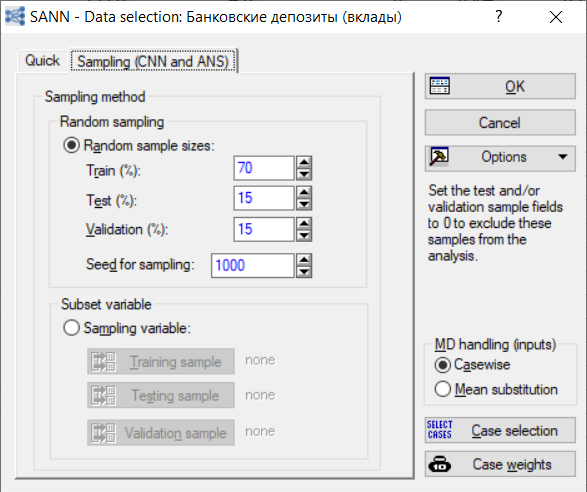 SANN - Data selection: Банковские депозиты (вклады)
Quick
Sampling (CNN and ANS)
Sampling method
Random sampling
Random sample sizes:
Train (%): 70
Test (%): 15
Validation (%): 15
Seed for sampling: 1000
Subset variable
Sampling variable:
Training sample none
Testing sample none
Validation sample none
OK
Cancel
Options
Set the test and/or
validation sample fields
to 0 to exclude these
samples from the
analysis.
MD handling (inputs)
Casewise
Mean substitution
SELECT
CASES
Case selection
10
Case weights